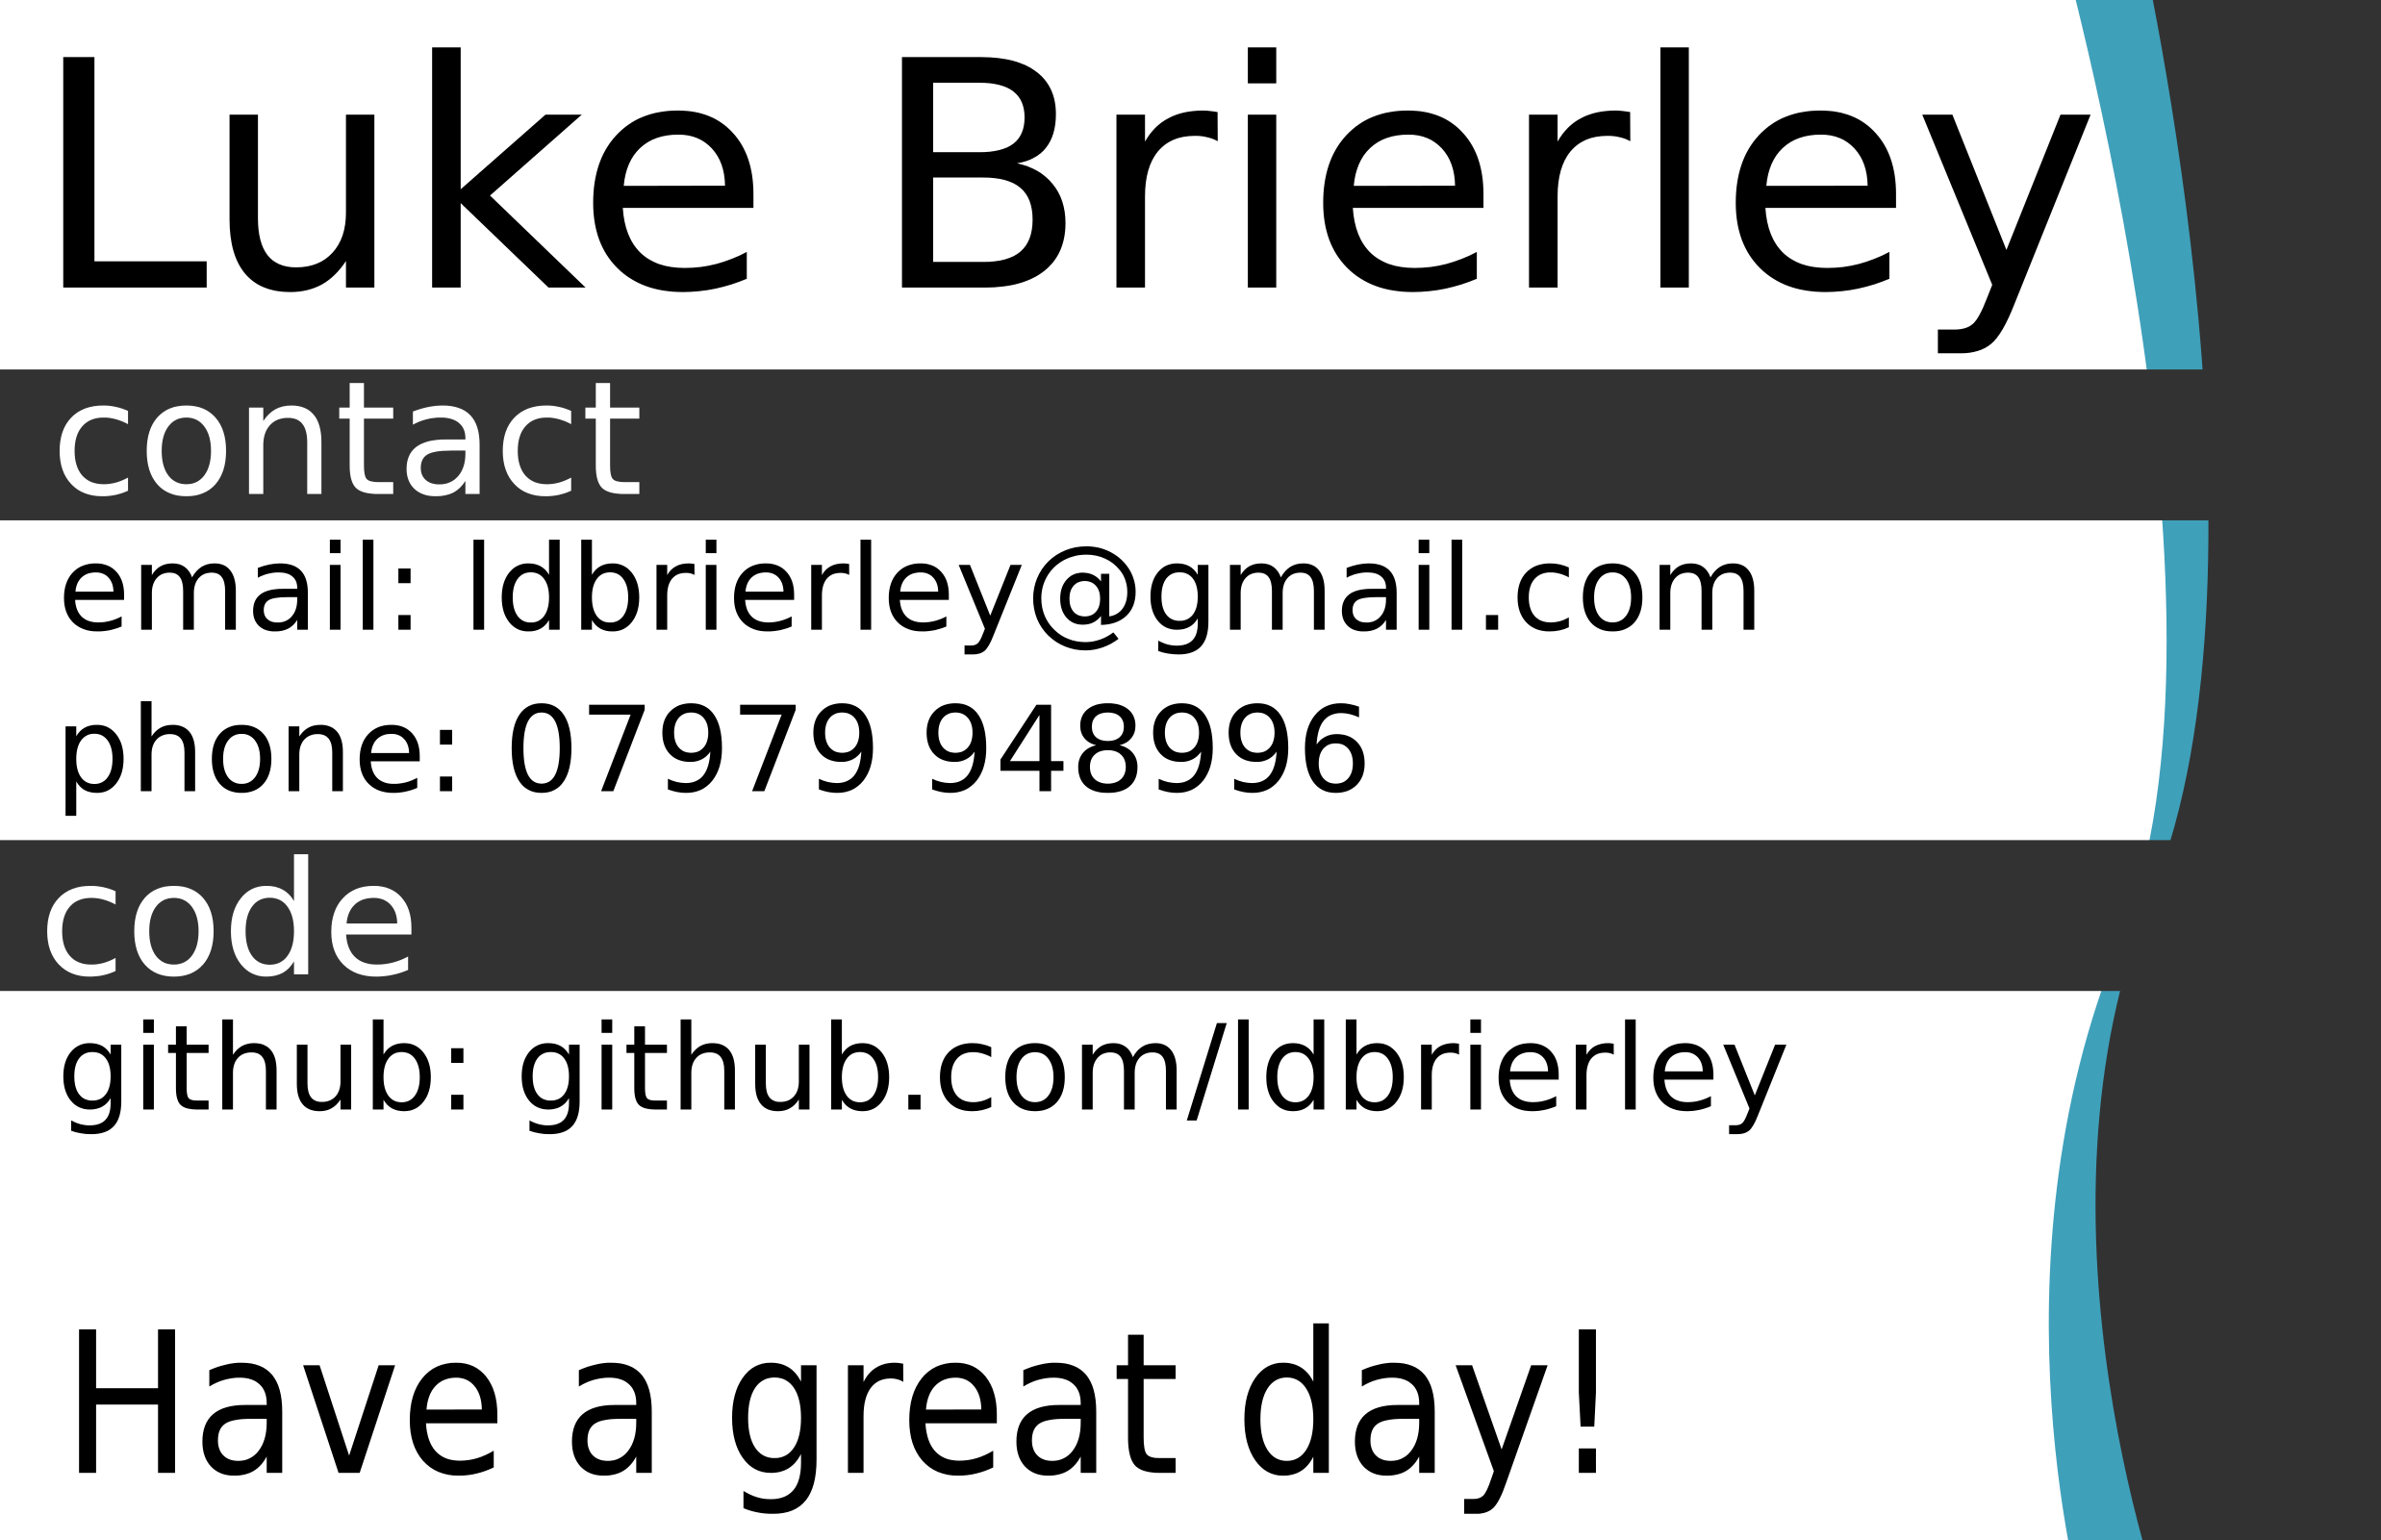 Luke Brierley
contact
email: ldbrierley@gmail.com
phone: 07979 948996
code
github: github.com/ldbrierley
Have a great day!